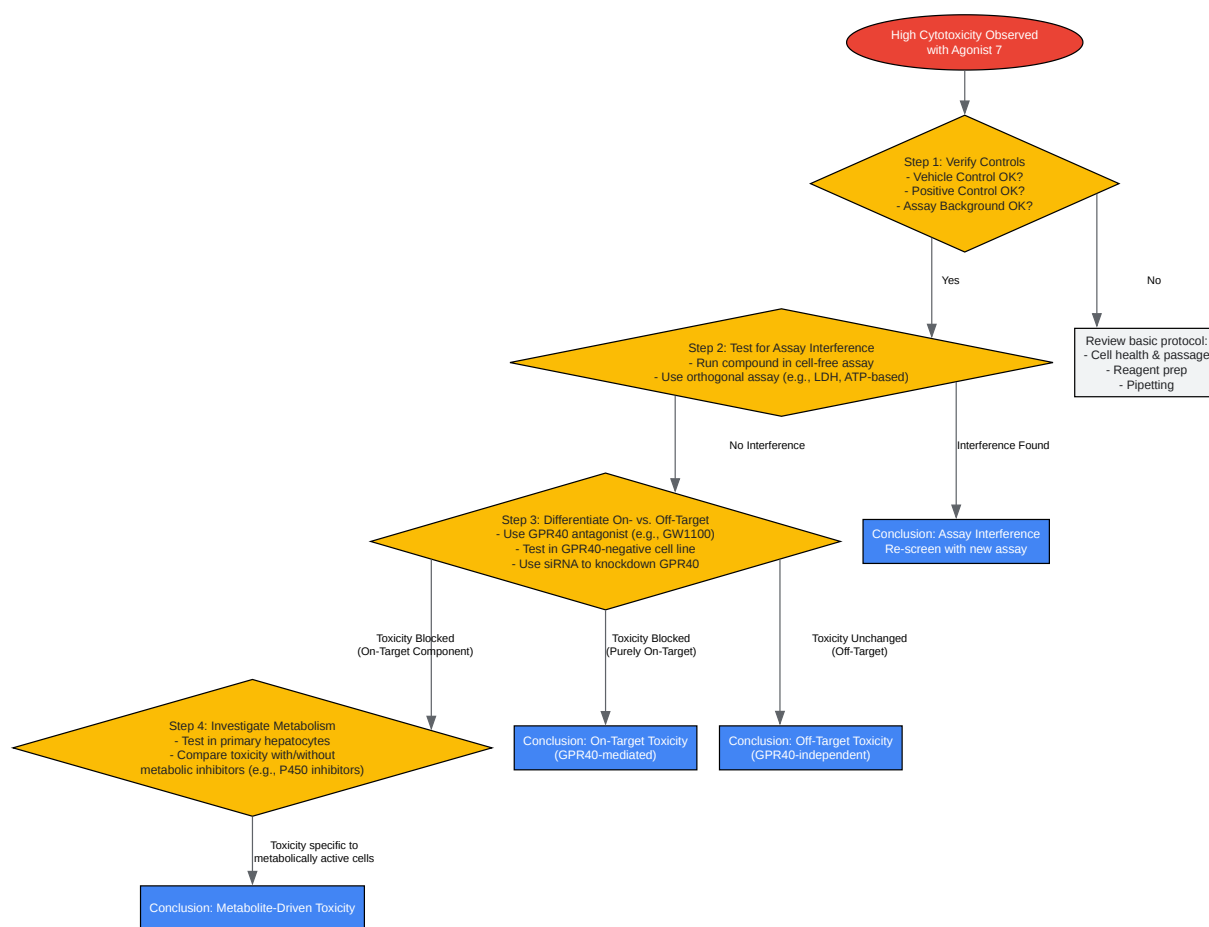 High Cytotoxicity Observed
with Agonist 7
Step 1: Verify Controls
- Vehicle Control OK?
- Positive Control OK?
- Assay Background OK?
Yes
No
Step 2: Test for Assay Interference
- Run compound in cell-free assay
- Use orthogonal assay (e.g., LDH, ATP-based)
Review basic protocol:
- Cell health & passage
- Reagent prep
- Pipetting
No Interference
Interference Found
Step 3: Differentiate On- vs. Off-Target
- Use GPR40 antagonist (e.g., GW1100)
- Test in GPR40-negative cell line
- Use siRNA to knockdown GPR40
Conclusion: Assay Interference
Re-screen with new assay
Toxicity Blocked
(On-Target Component)
Toxicity Blocked
(Purely On-Target)
Toxicity Unchanged
(Off-Target)
Step 4: Investigate Metabolism
- Test in primary hepatocytes
- Compare toxicity with/without
metabolic inhibitors (e.g., P450 inhibitors)
Conclusion: On-Target Toxicity
(GPR40-mediated)
Conclusion: Off-Target Toxicity
(GPR40-independent)
Toxicity specific to
metabolically active cells
Conclusion: Metabolite-Driven Toxicity